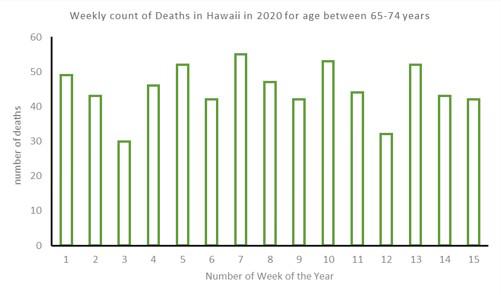 Weekly count of Deaths in Hawaii in 2020 for age between 65-74 years
60
50
40
30
20
10
0
number of deaths
1 2 3 4 5 6 7 8 9 10 11 12 13 14 15
Number of Week of the Year